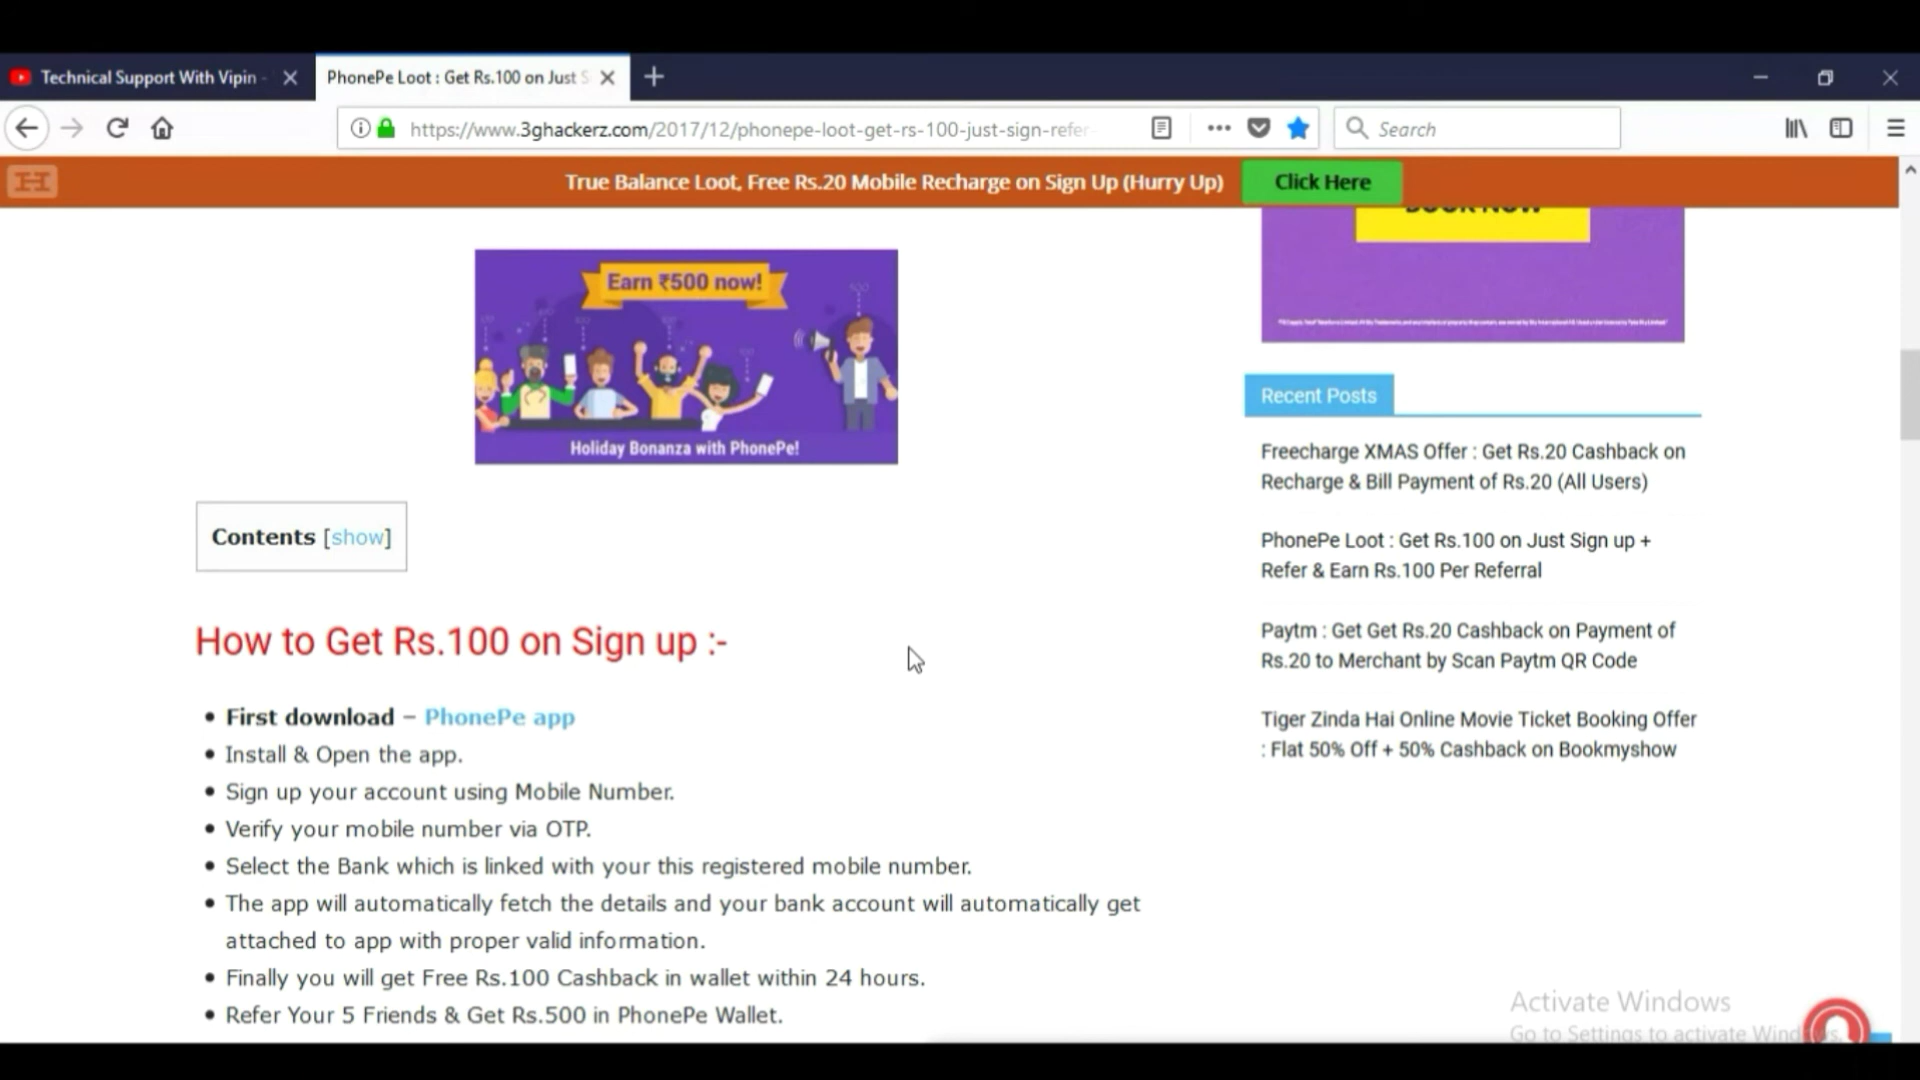 Technical Support With Vipin -
PhonePe Loot : Get Rs.100 on Just S
https://www.3ghackerz.com/2017/12/phonepe-loot-get-rs-100-just-sign-refer-
Search
True Balance Loot, Free Rs.20 Mobile Recharge on Sign Up (Hurry Up)
Click Here
BOOK NOW
Earn ₹500 now!
Holiday Bonanza with PhonePe!
Contents [show]
How to Get Rs.100 on Sign up :-
• First download – PhonePe app
• Install & Open the app.
• Sign up your account using Mobile Number.
• Verify your mobile number via OTP.
• Select the Bank which is linked with your this registered mobile number.
• The app will automatically fetch the details and your bank account will automatically get
attached to app with proper valid information.
• Finally you will get Free Rs.100 Cashback in wallet within 24 hours.
• Refer Your 5 Friends & Get Rs.500 in PhonePe Wallet.
Recent Posts
Freecharge XMAS Offer : Get Rs.20 Cashback on
Recharge & Bill Payment of Rs.20 (All Users)
PhonePe Loot : Get Rs.100 on Just Sign up +
Refer & Earn Rs.100 Per Referral
Paytm : Get Get Rs.20 Cashback on Payment of
Rs.20 to Merchant by Scan Paytm QR Code
Tiger Zinda Hai Online Movie Ticket Booking Offer
: Flat 50% Off + 50% Cashback on Bookmyshow
Activate Windows
Go to Settings to activate Windows.